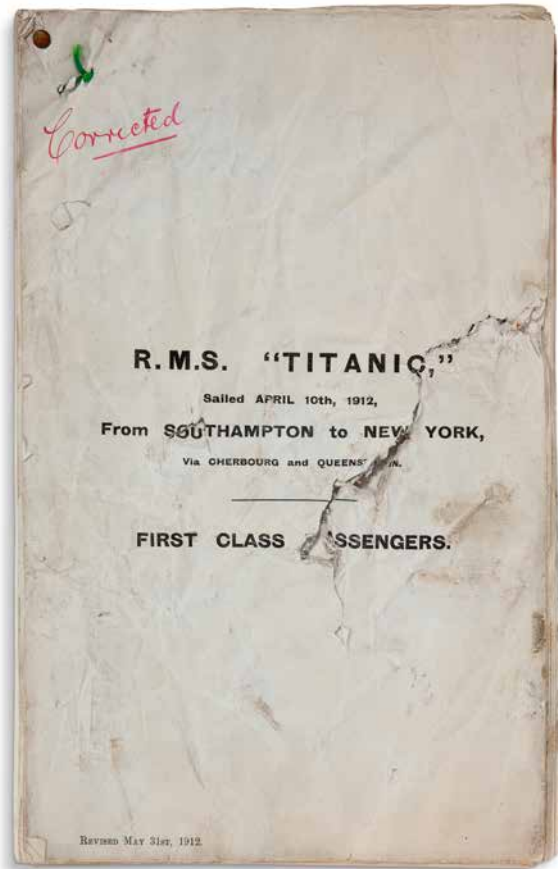 Corrected
R.M.S. "TITANIC,"
Sailed APRIL 10th, 1912,
From SOUTHAMPTON to NEW YORK,
Via CHERBOURG and
FIRST CLASS
REVISED MAY 31ST, 1912.